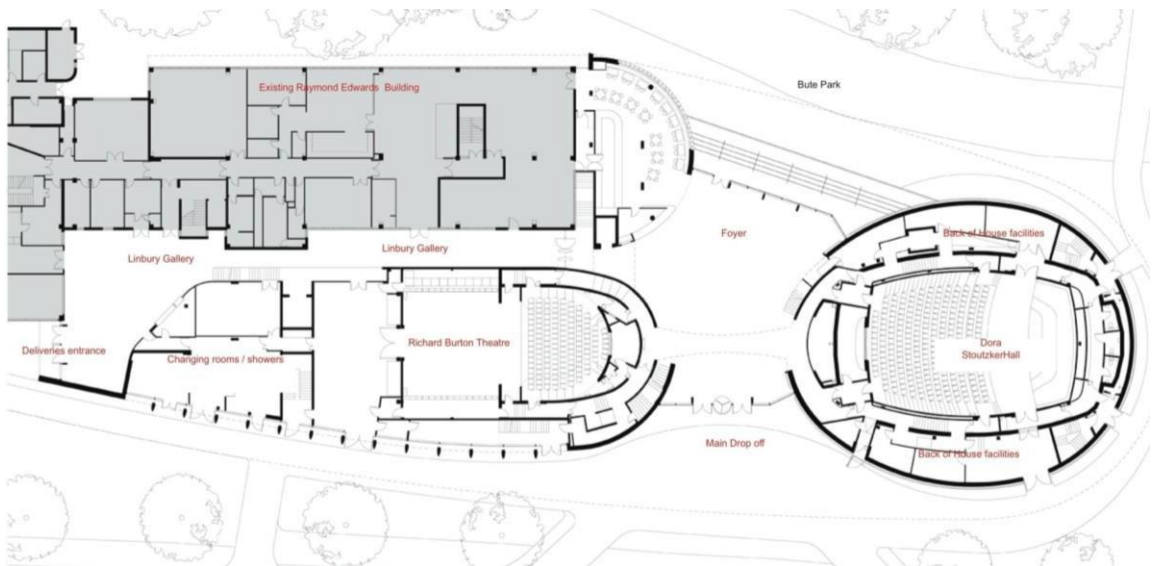 Existing Raymond Edwards Building
Bute Park
Linbury Gallery
Linbury Gallery
Foyer
Back of House facilities
Deliveries entrance
Changing rooms / showers
Richard Burton Theatre
Dora
StoutzkerHall
Main Drop off
Back of House facilities